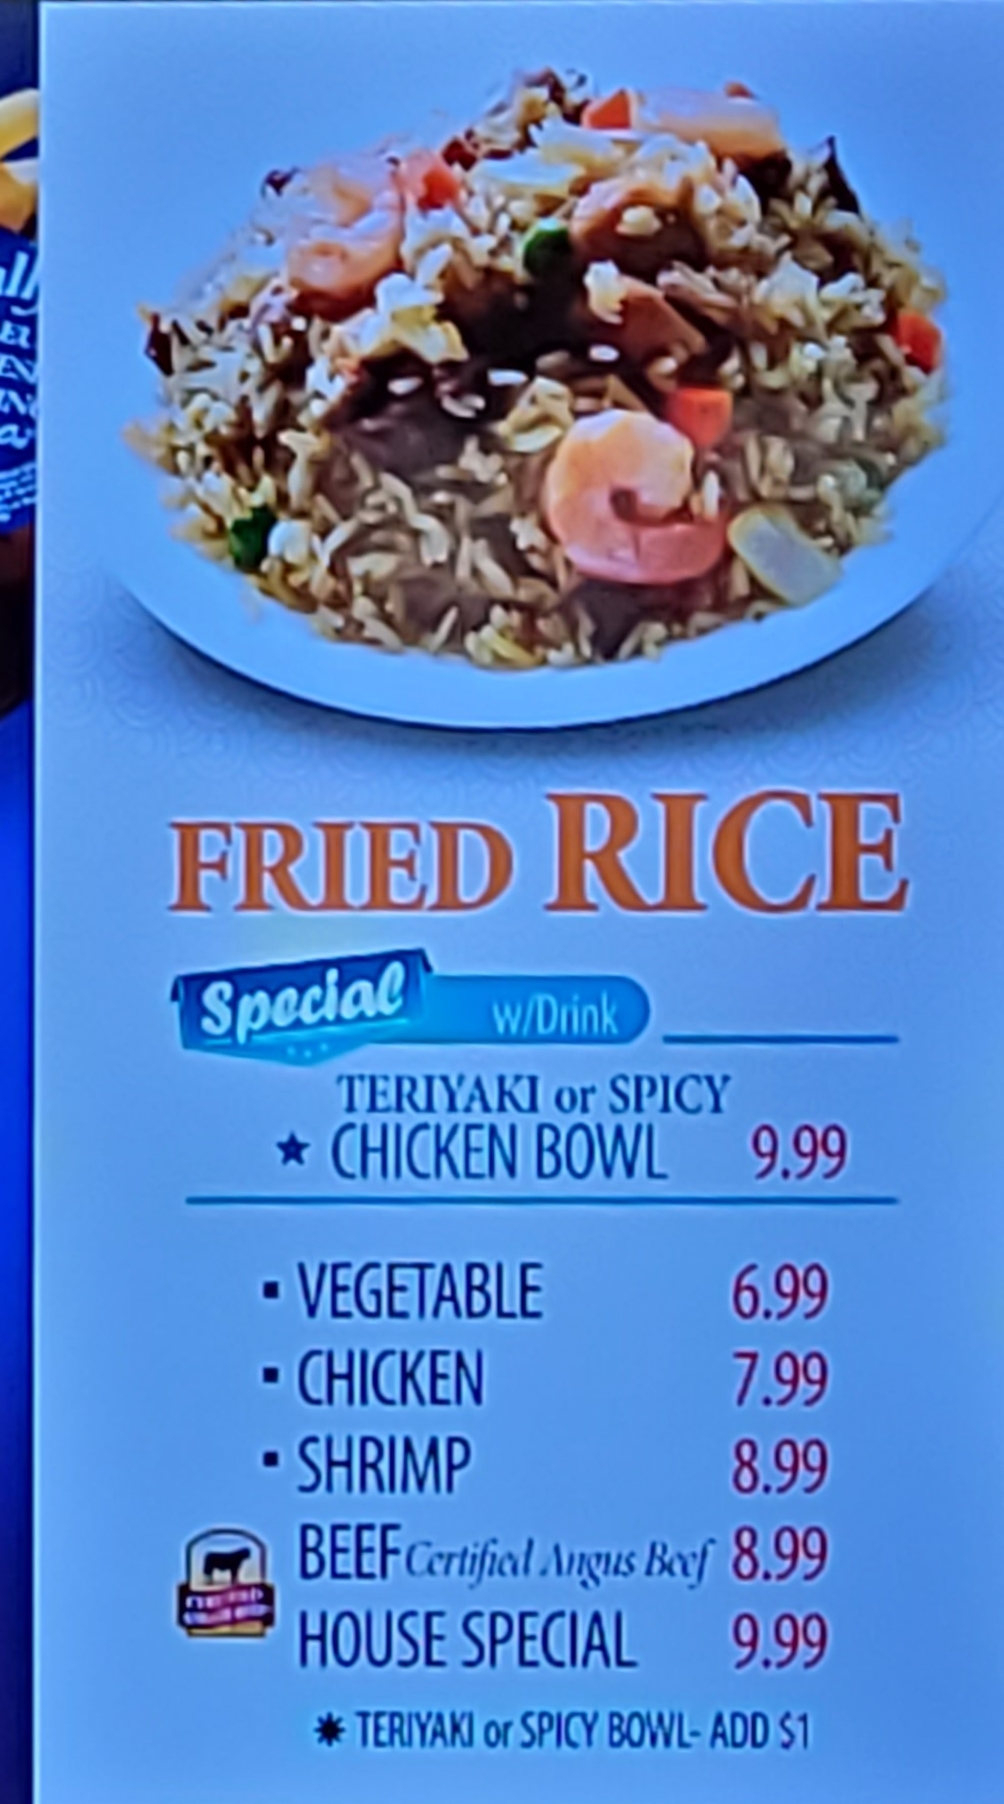 FRIED RICE
Special w/Drink
TERIYAKI or SPICY
★ CHICKEN BOWL 9.99
▪ VEGETABLE 6.99
▪ CHICKEN 7.99
▪ SHRIMP 8.99
BEEF Certified Angus Beef 8.99
HOUSE SPECIAL 9.99
✷ TERIYAKI or SPICY BOWL- ADD $1